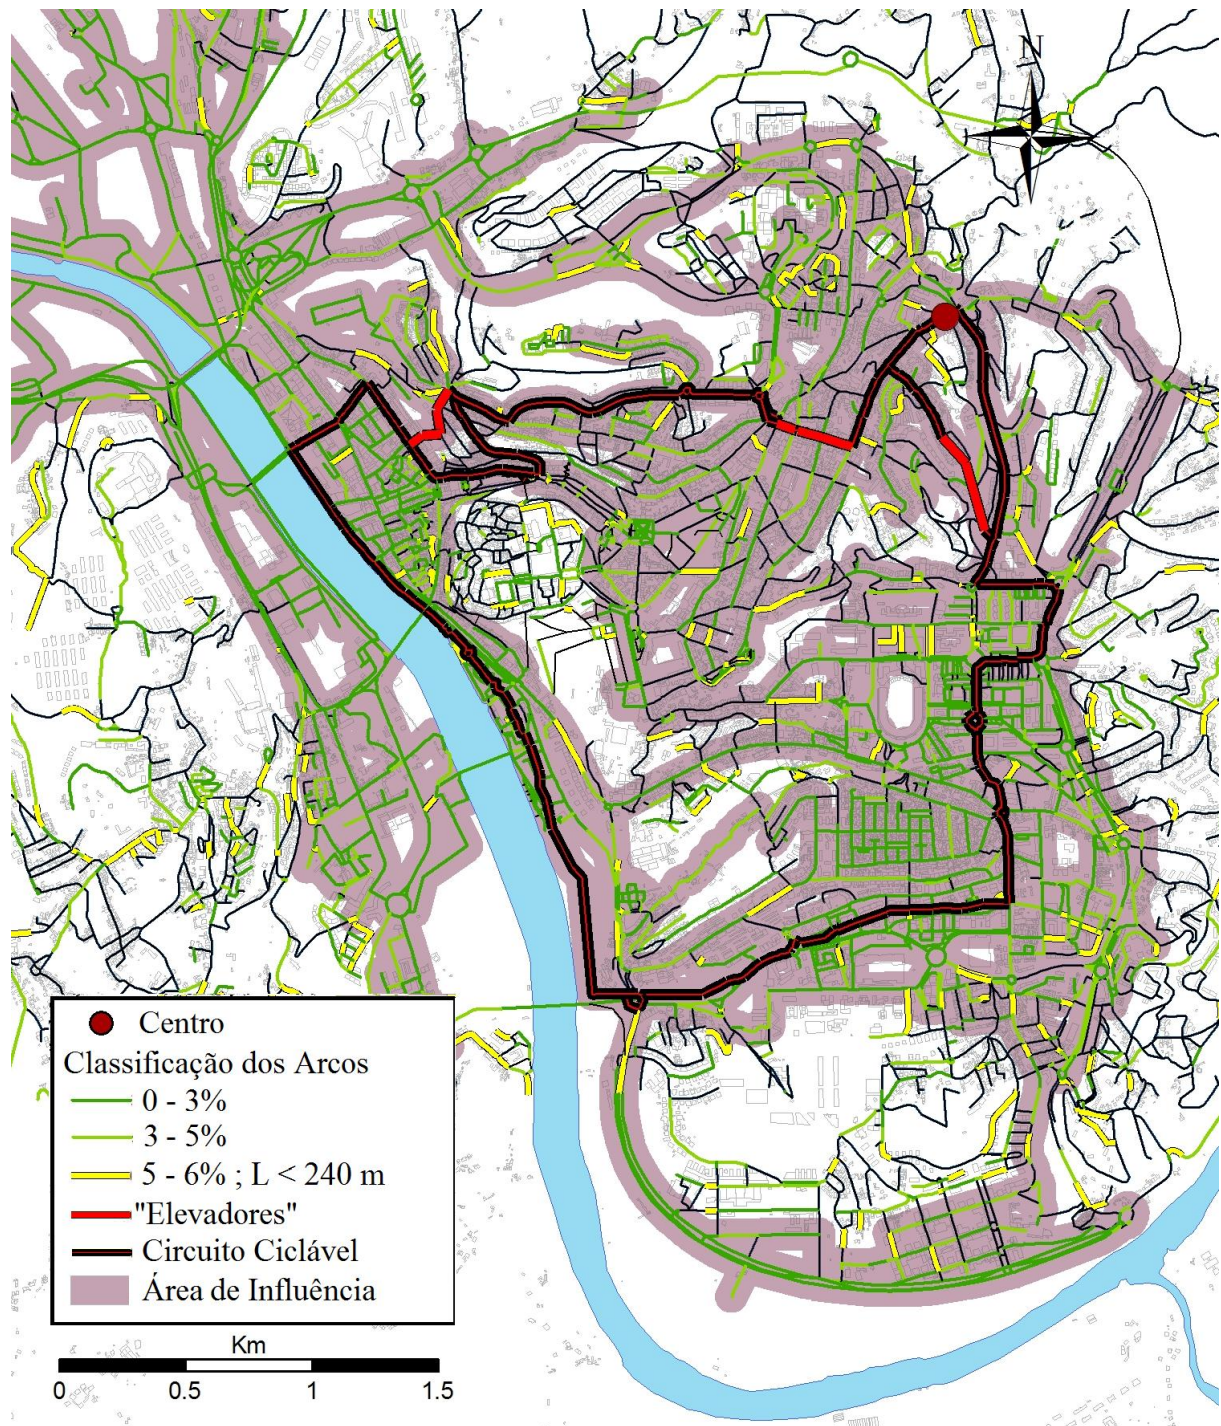 N
Centro
Classificação dos Arcos
0 - 3%
3 - 5%
5 - 6% ; L < 240 m
"Elevadores"
Circuito Ciclável
Área de Influência
Km
0 0.5 1 1.5